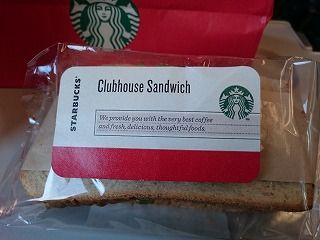 STARBUCKS
Clubhouse Sandwich
We provide you with the very best coffee
and fresh, delicious, thoughtful foods.